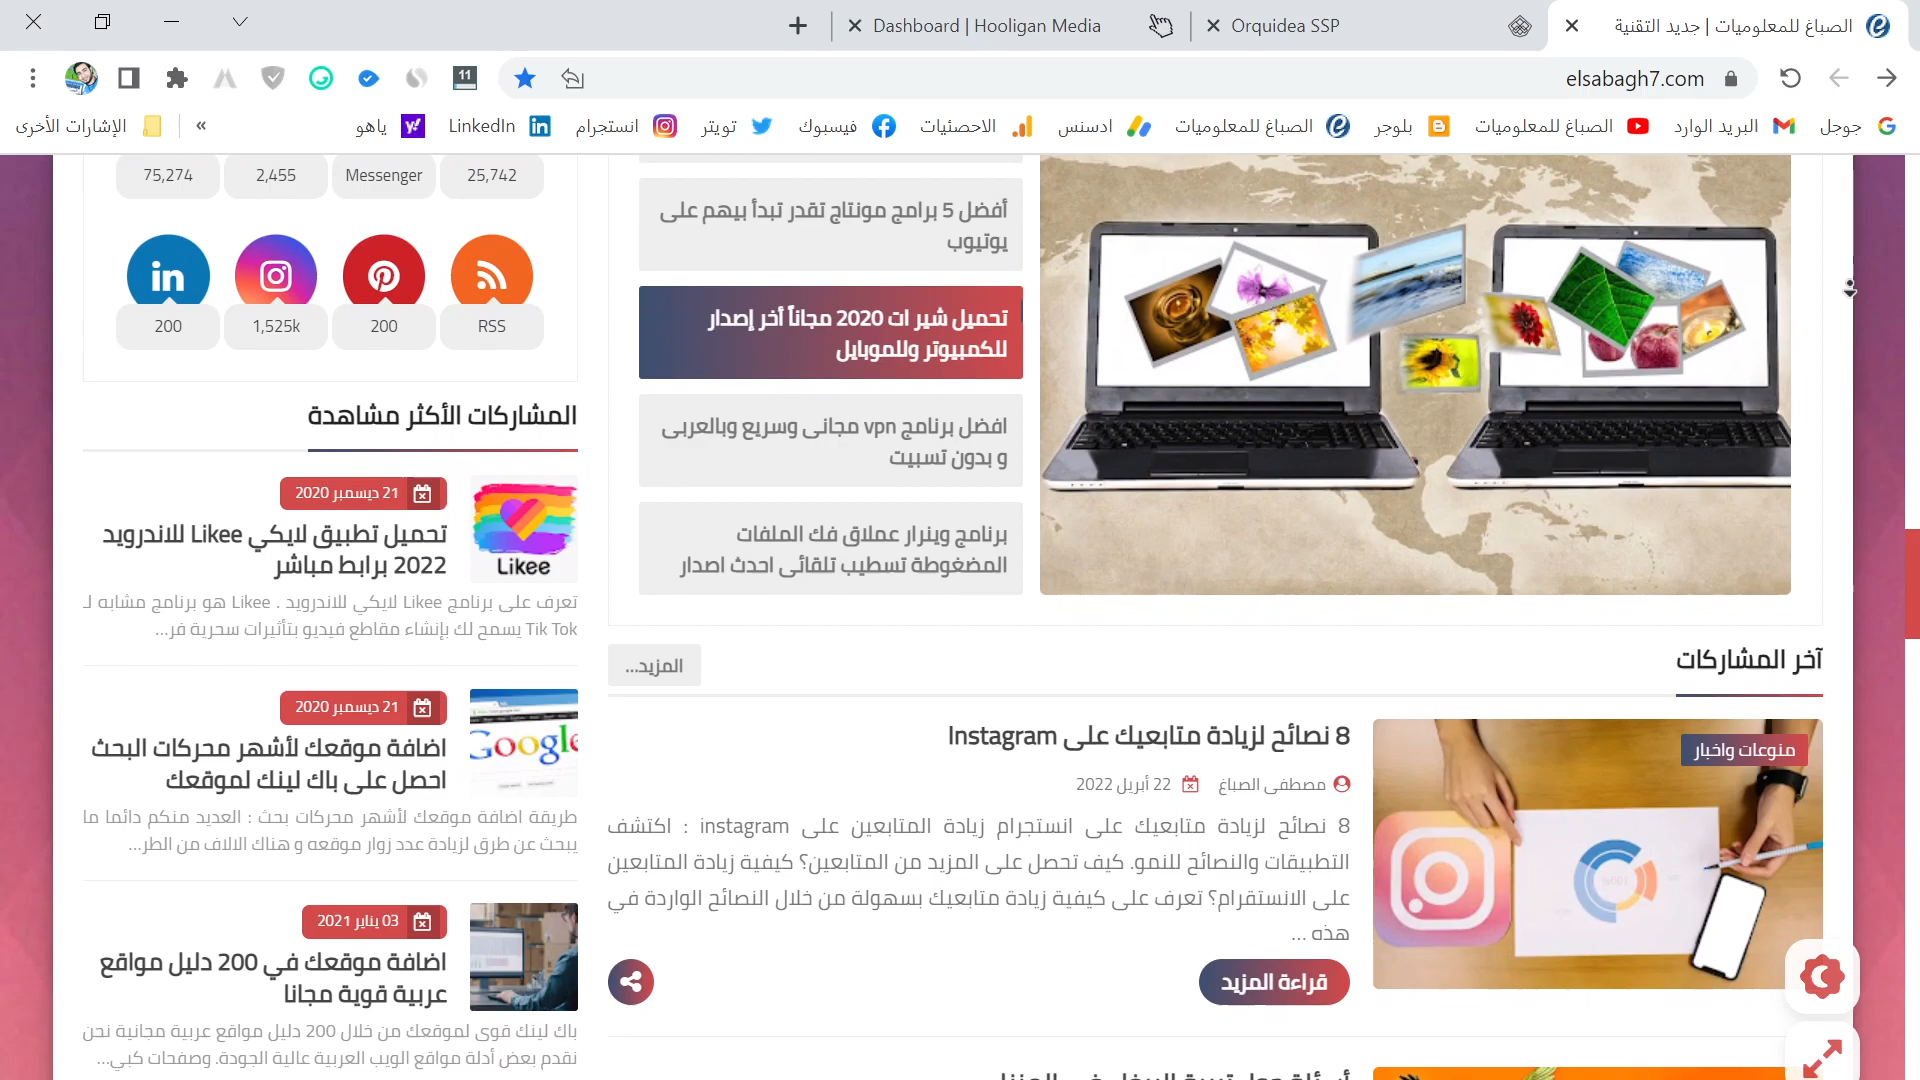 الصباغ للمعلوميات | جديد التقنية
Orquidea SSP
Dashboard | Hooligan Media
elsabagh7.com
11
جوجل
البريد الوارد
الصباغ للمعلوميات
بلوجر
الصباغ للمعلوميات
ادسنس
الاحصئيات
فيسبوك
تويتر
انستجرام
LinkedIn
ياهو
»
الإشارات الأخرى
25,742
Messenger
2,455
75,274
RSS
200
1,525k
200
أفضل 5 برامج مونتاج تقدر تبدأ بيهم على
يوتيوب
تحميل شير ات 2020 مجاناً أخر إصدار
للكمبيوتر وللموبايل
افضل برنامج vpn مجانى وسريع وبالعربى
و بدون تسبيت
برنامج وينرار عملاق فك الملفات
المضغوطة تسطيب تلقائى احدث اصدار
آخر المشاركات
المزيد...
منوعات واخبار
8 نصائح لزيادة متابعيك على Instagram
مصطفى الصباغ
22 أبريل 2022
8 نصائح لزيادة متابعيك على انستجرام زيادة المتابعين على instagram : اكتشف
التطبيقات والنصائح للنمو. كيف تحصل على المزيد من المتابعين؟ كيفية زيادة المتابعين
على الانستقرام؟ تعرف على كيفية زيادة متابعيك بسهولة من خلال النصائح الواردة في
هذه ...
قراءة المزيد
المشاركات الأكثر مشاهدة
Likee
21 ديسمبر 2020
تحميل تطبيق لايكي Likee للاندرويد
2022 برابط مباشر
تعرف على برنامج Likee لايكي للاندرويد . Likee هو برنامج مشابه لـ
Tik Tok يسمح لك بإنشاء مقاطع فيديو بتأثيرات سحرية فر...
Google
21 ديسمبر 2020
اضافة موقعك لأشهر محركات البحث
احصل على باك لينك لموقعك
طريقة اضافة موقعك لأشهر محركات بحث : العديد منكم دائما ما
يبحث عن طرق لزيادة عدد زوار موقعه و هناك الالاف من الطر...
03 يناير 2021
اضافة موقعك في 200 دليل مواقع
عربية قوية مجانا
باك لينك قوى لموقعك من خلال 200 دليل مواقع عربية مجانية نحن
نقدم بعض أدلة مواقع الويب العربية عالية الجودة. وصفحات كبي...